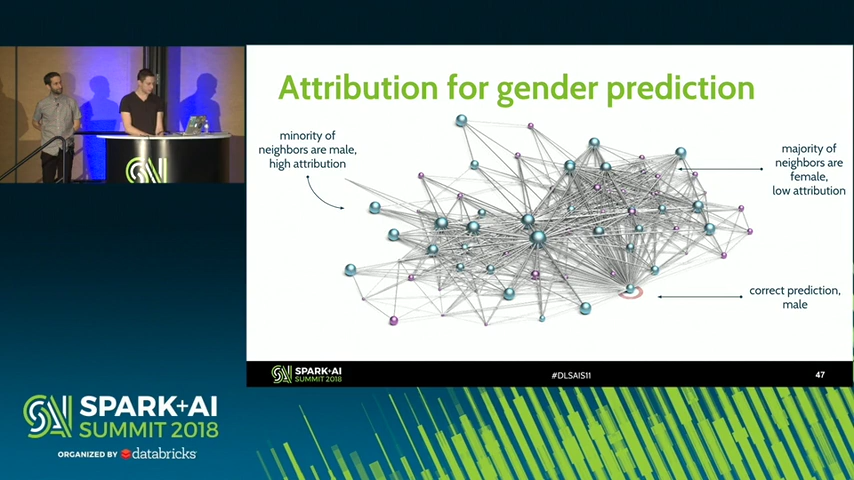 Attribution for gender prediction
minority of
neighbors are male,
high attribution
majority of
neighbors are
female,
low attribution
correct prediction,
male
SPARK+AI
SUMMIT 2018
#DLSAIS11
47
SPARK+AI
SUMMIT 2018
ORGANIZED BY databricks